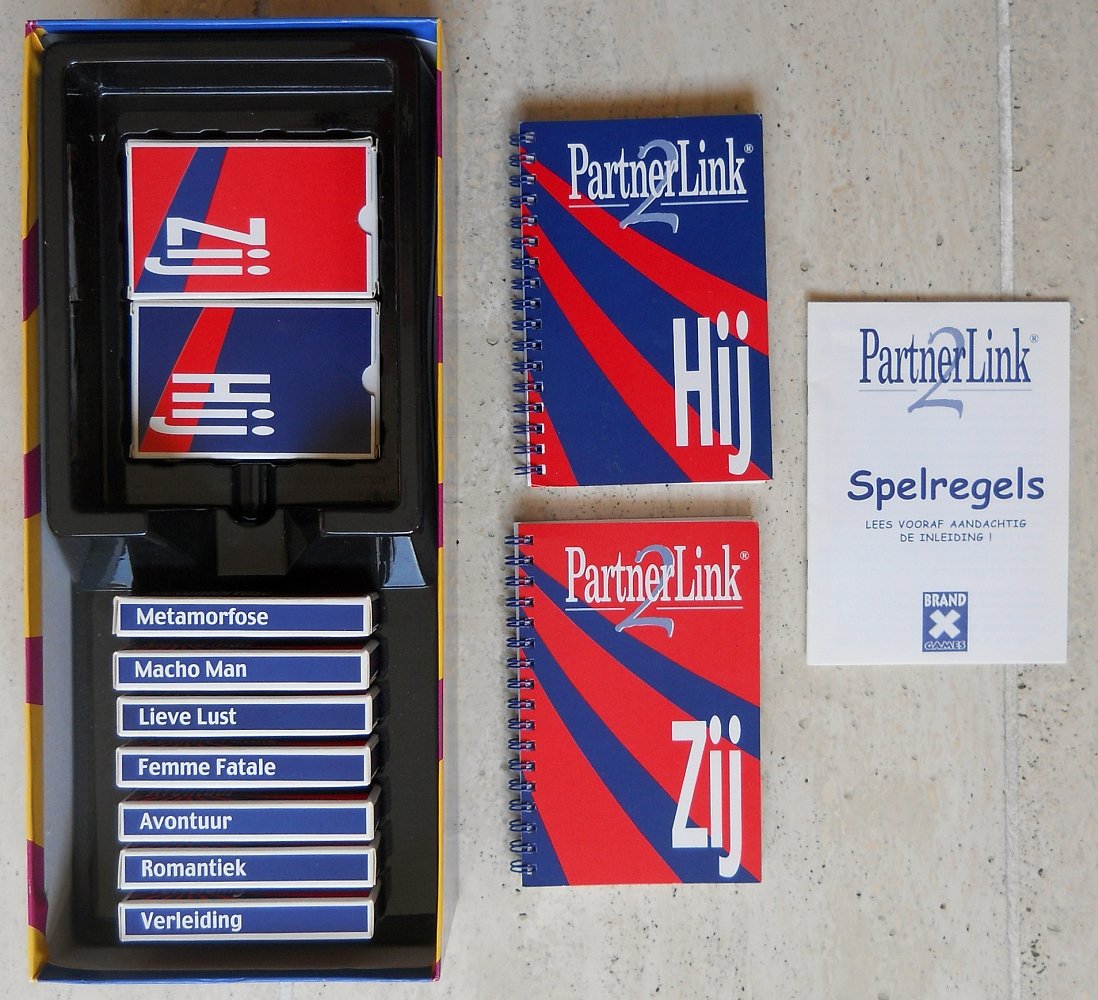 Zij
Hij
Metamorfose
Macho Man
Lieve Lust
Femme Fatale
Avontuur
Romantiek
Verleiding
PartnerLink®
2
Hij
PartnerLink®
2
Zij
PartnerLink®
2
Spelregels
LEES VOORAF AANDACHTIG
DE INLEIDING !
BRAND
X
GAMES